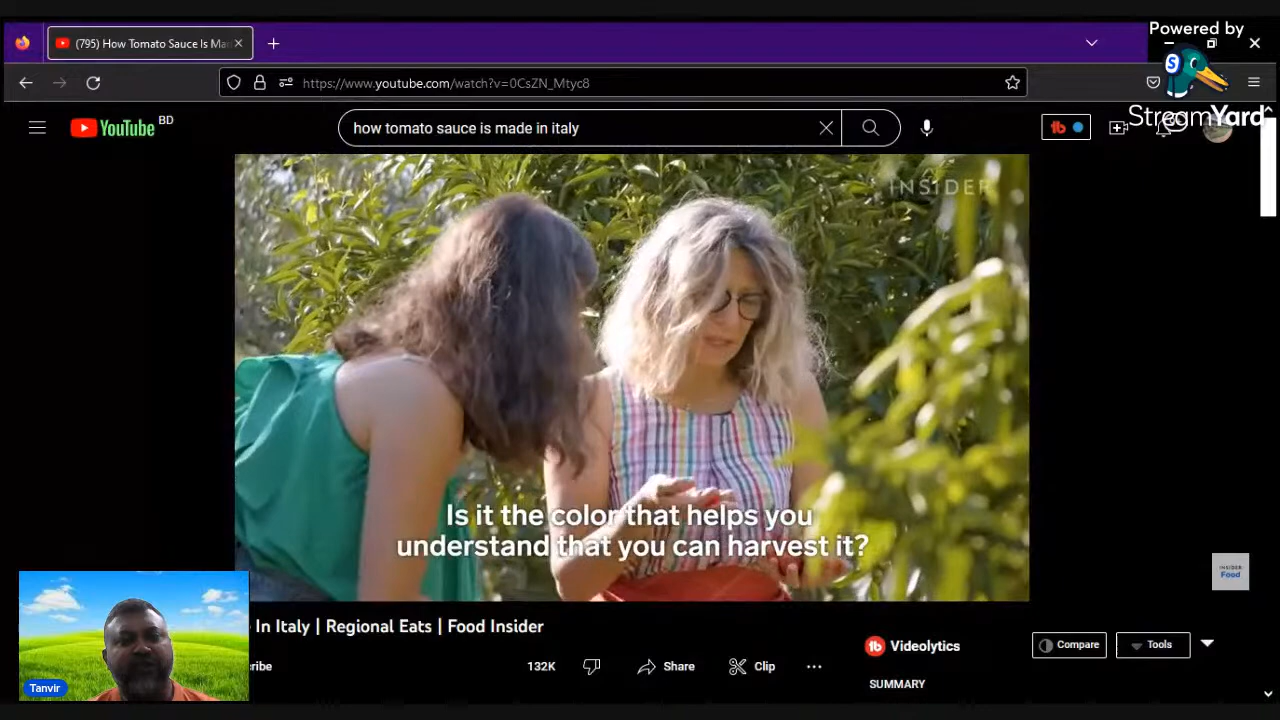 Powered by
(795) How Tomato Sauce Is Ma
https://www.youtube.com/watch?v=0CsZN_Mtyc8
StreamYard
YouTube BD
how tomato sauce is made in italy
INSIDER
Is it the color that helps you
understand that you can harvest it?
INSIDER
Food
In Italy | Regional Eats | Food Insider
Videolytics
Compare
Tools
132K
Share
Clip
SUMMARY
Tanvir